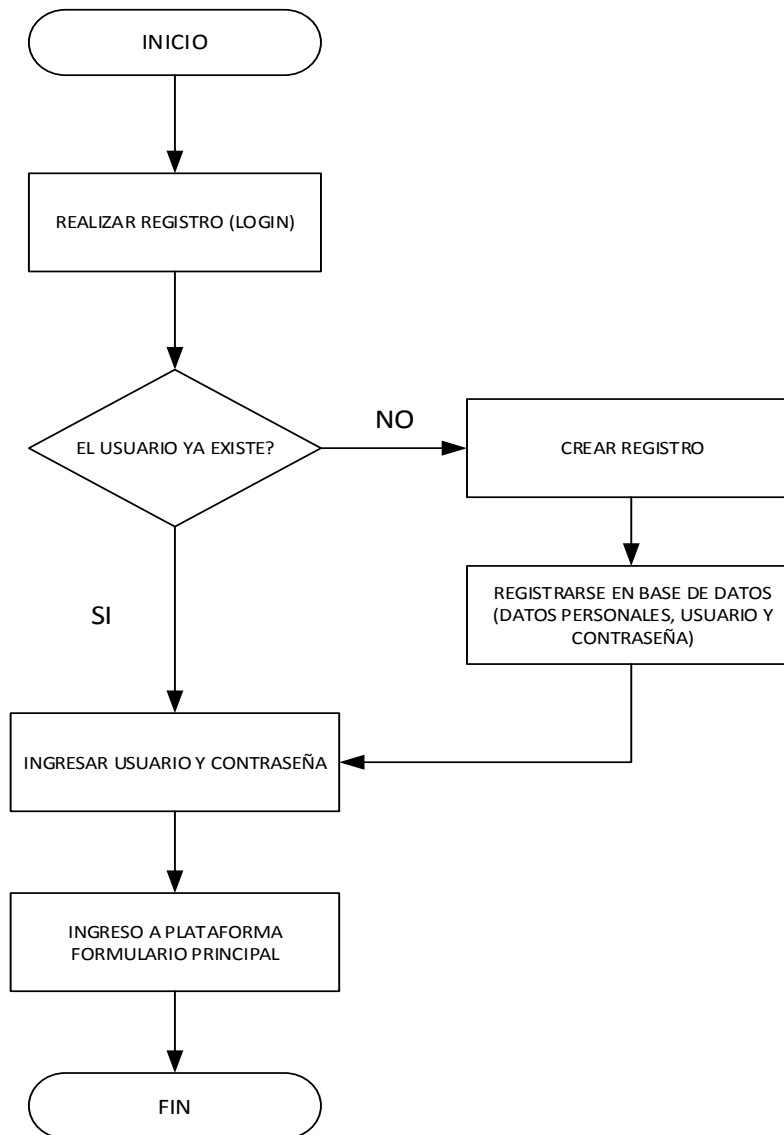 INICIO
REALIZAR REGISTRO (LOGIN)
EL USUARIO YA EXISTE?
NO
CREAR REGISTRO
REGISTRARSE EN BASE DE DATOS
(DATOS PERSONALES, USUARIO Y
CONTRASEÑA)
SI
INGRESAR USUARIO Y CONTRASEÑA
INGRESO A PLATAFORMA
FORMULARIO PRINCIPAL
FIN